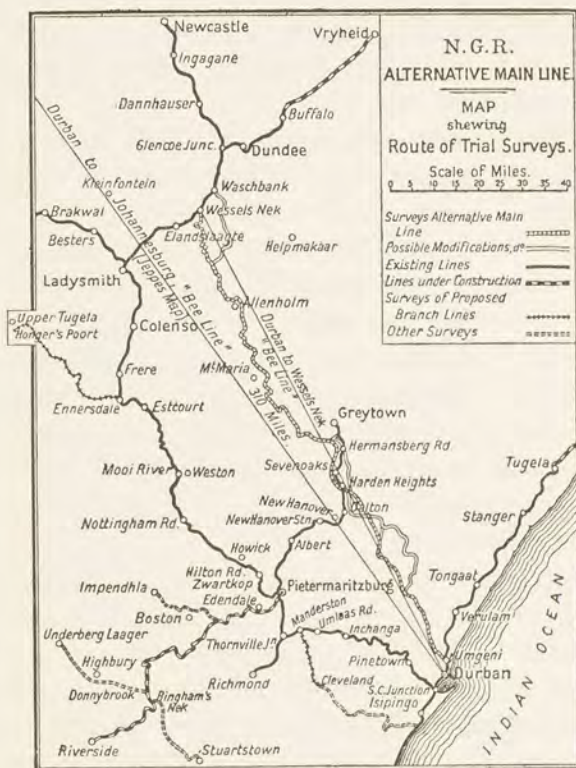 N.G.R.
ALTERNATIVE MAIN LINE.
MAP
shewing
Route of Trial Surveys.
Scale of Miles.
0 5 10 15 20 25 30 35 40
Surveys Alternative Main
Line
Possible Modifications, do
Existing Lines
Lines under Construction
Surveys of Proposed
Branch Lines
Other Surveys
Newcastle
Vryheid
Ingagane
Dannhauser
Buffalo
Glencoe Junc.
Dundee
Kleinfontein
Waschbank
Brakwal
Wessels Nek
Besters
Elandslaagte
Helpmakaar
Ladysmith
Allenholm
Upper Tugela
Colenso
Honger's Poort
Durban to Johannesburg, "Bee Line"
(Jeppes Map)
310 Miles.
Durban to Wessels Nek
"Bee Line"
Mt. Maria
Frere
Ennersdale
Estcourt
Greytown
Hermansberg Rd.
Tugela
Mooi River
Weston
Sevenoaks
Harden Heights
New Hanover
Dalton
Stanger
Nottingham Rd.
New Hanover Stn.
Howick
Albert
Hilton Rd.
Tongaat
Zwartkop
Impendhla
Edendale
Pietermaritzburg
Boston
Manderston
Umlaas Rd.
Verulam
Underberg Laager
Thornville Jn.
Inchanga
Umgeni
Highbury
Pinetown
Durban
Donnybrook
Richmond
Cleveland
S.C. Junction
Bingham's
Nek
Isipingo
Riverside
Stuartstown
INDIAN OCEAN